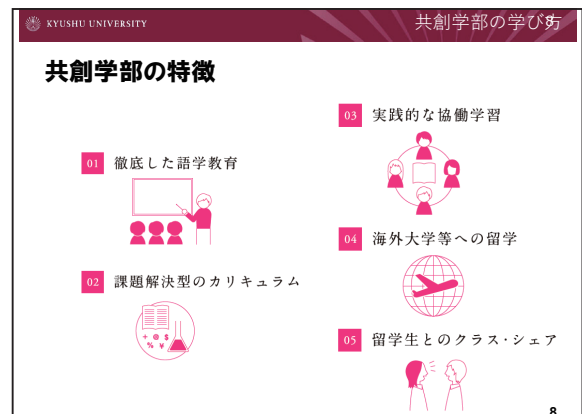 KYUSHU UNIVERSITY
共創学部の学び方
8
共創学部の特徴
01 徹底した語学教育
02 課題解決型のカリキュラム
+ @ $
% ¥
03 実践的な協働学習
04 海外大学等への留学
05 留学生とのクラス・シェア
8